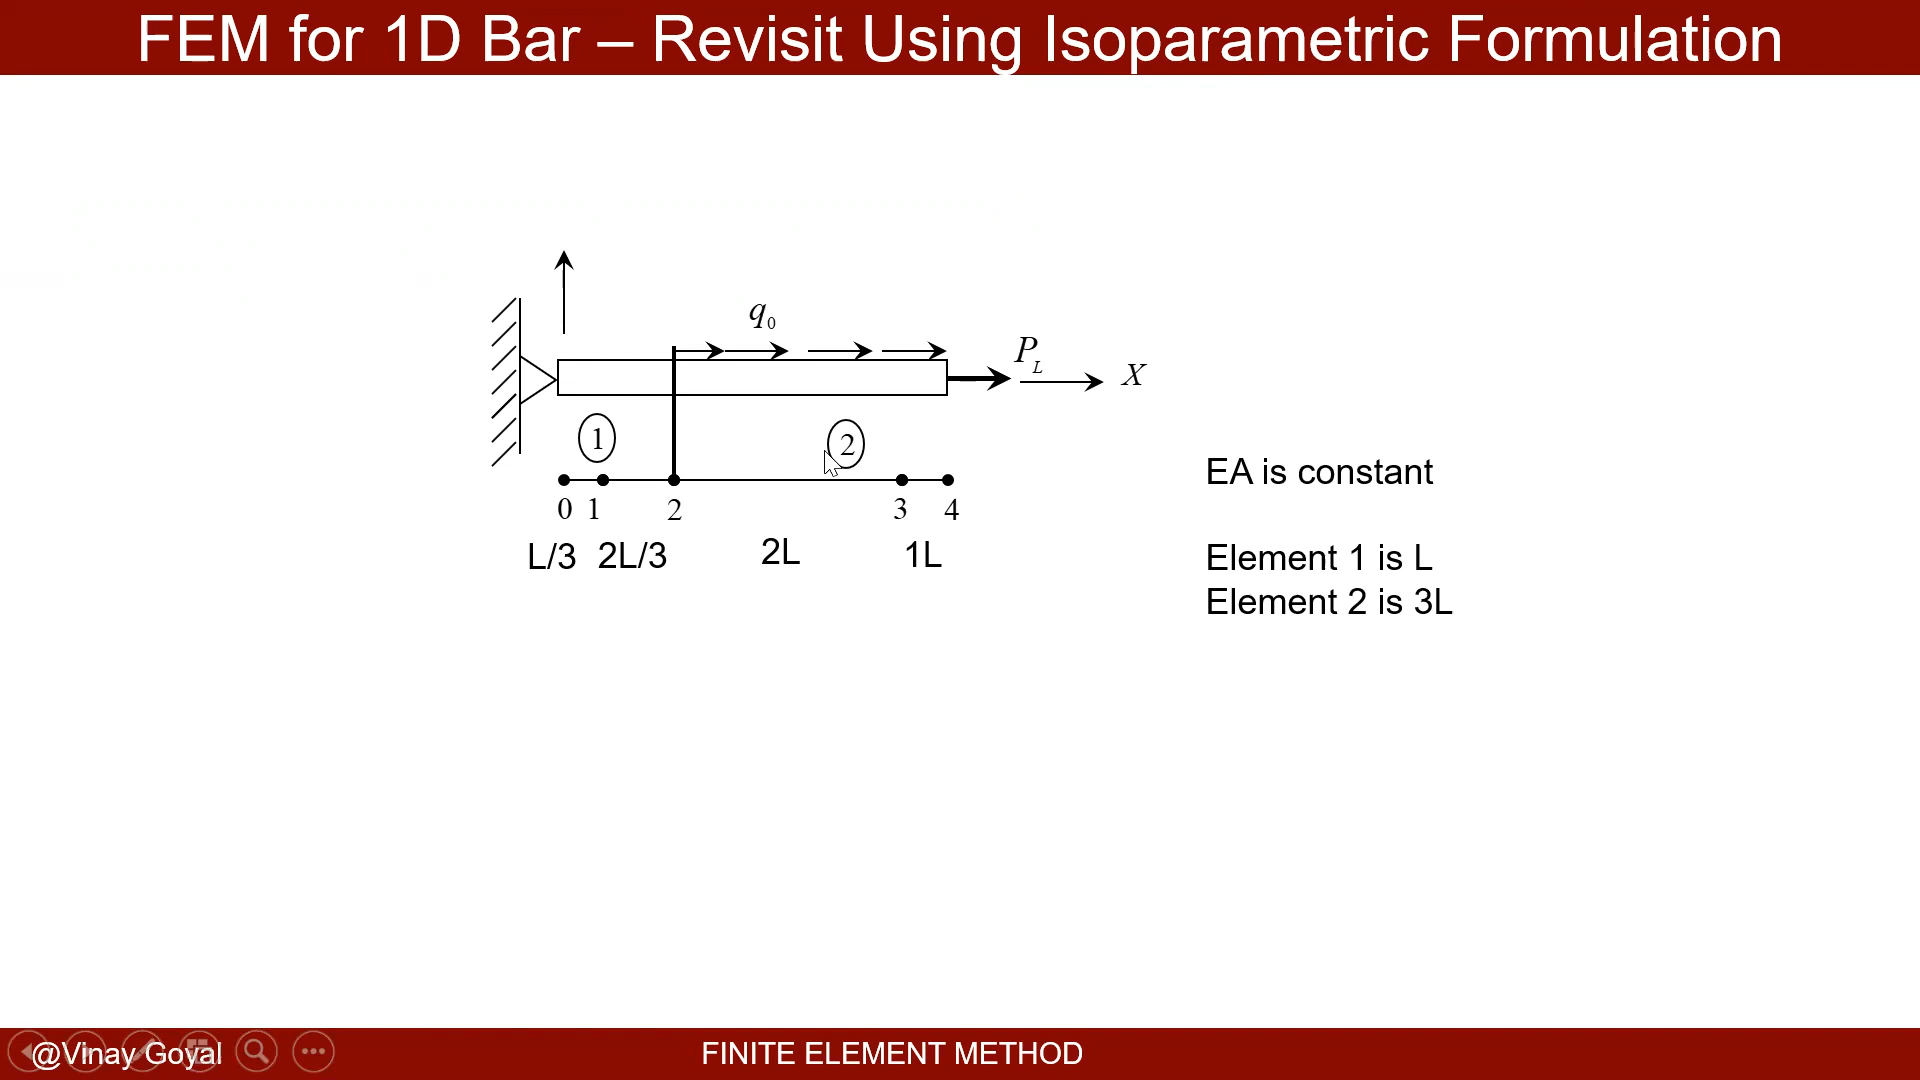 FEM for 1D Bar – Revisit Using Isoparametric Formulation
q0
PL
X
1
2
0 1 2 3 4
L/3 2L/3 2L 1L
EA is constant
Element 1 is L
Element 2 is 3L
@Vinay Goyal
FINITE ELEMENT METHOD